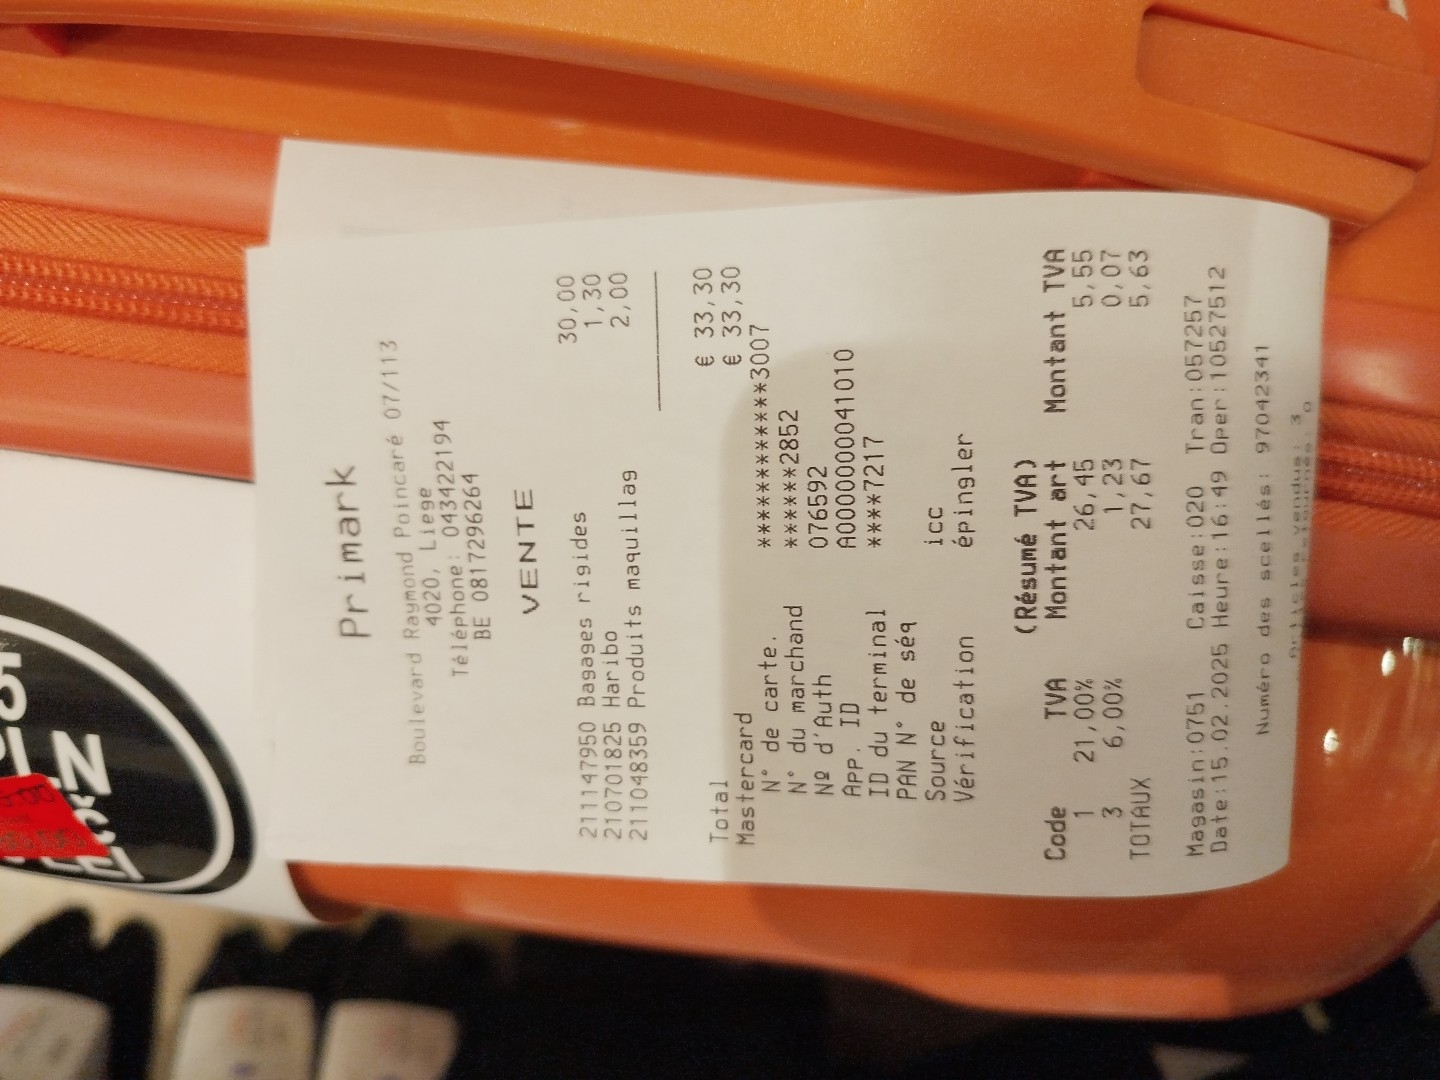 Primark
Boulevard Raymond Poincaré 07/113
4020, Liege
Téléphone: 043422194
BE 0817296264
VENTE
2111147950 Bagages rigides 30,00
210701825 Haribo 1,30
211048359 Produits maquillag 2,00
Total € 33,30
Mastercard € 33,30
N° de carte. ************3007
N° du marchand ******2852
Nº d'Auth 076592
APP. ID A0000000041010
ID du terminal ****7217
PAN N° de séq
Source icc
Vérification épingler
(Résumé TVA)
Code TVA Montant art Montant TVA
1 21,00% 26,45 5,55
3 6,00% 1,23 0,07
TOTAUX 27,67 5,63
Magasin:0751 Caisse:020 Tran:057257
Date:15.02.2025 Heure:16:49 Oper:10527512
Numéro des scellés: 97042341
Articles vendus: 3